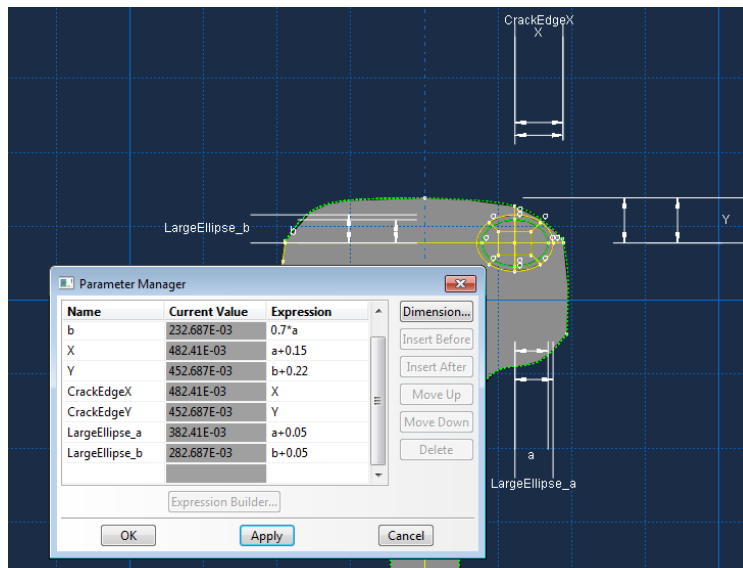 CrackEdgeX
X
LargeEllipse_b
b
Y
Parameter Manager
Name Current Value Expression
b 232.687E-03 0.7*a
X 482.41E-03 a+0.15
Y 452.687E-03 b+0.22
CrackEdgeX 482.41E-03 X
CrackEdgeY 452.687E-03 Y
LargeEllipse_a 382.41E-03 a+0.05
LargeEllipse_b 282.687E-03 b+0.05
Dimension...
Insert Before
Insert After
Move Up
Move Down
Delete
Expression Builder...
OK Apply Cancel
a
LargeEllipse_a